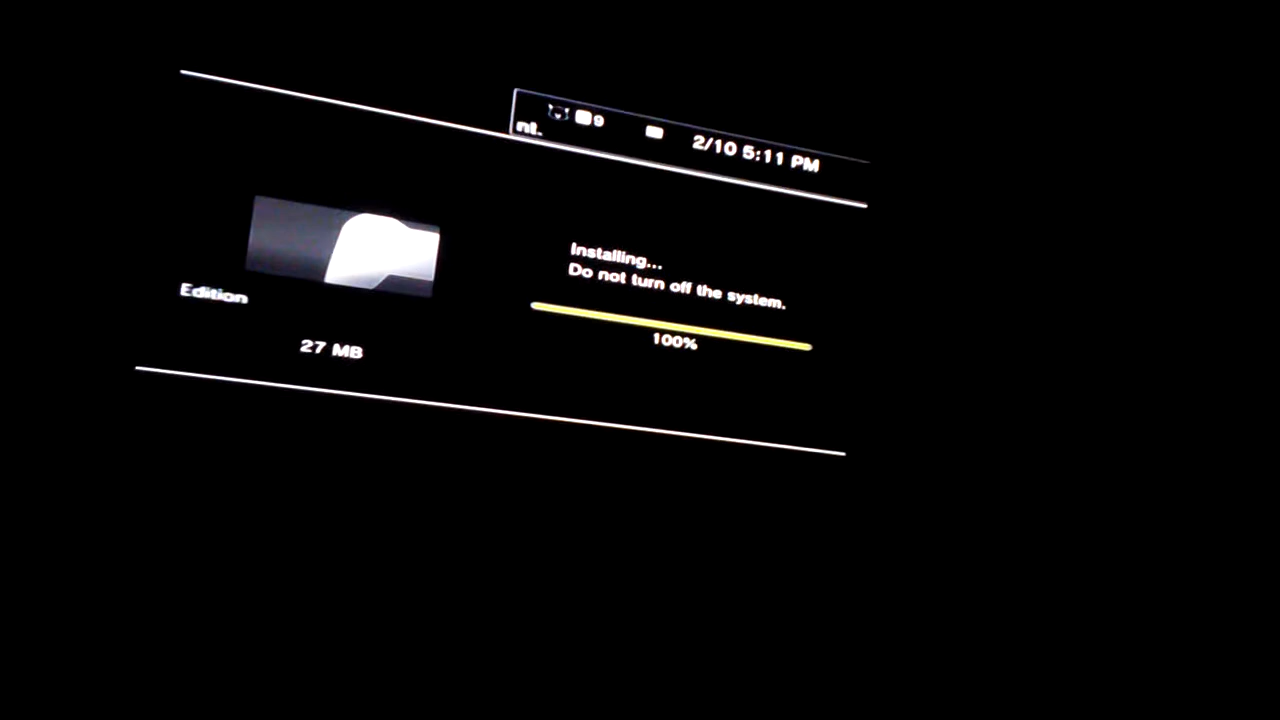 9
nt.
2/10 5:11 PM
Installing...
Do not turn off the system.
Edition
100%
27 MB